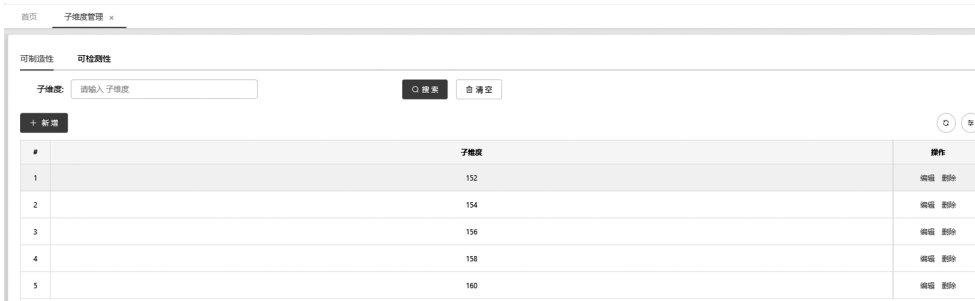 首页 子维度管理 ×
可制造性 可检测性
子维度: 请输入 子维度 搜索 清空
+ 新增
# 子维度 操作
1 152 编辑 删除
2 154 编辑 删除
3 156 编辑 删除
4 158 编辑 删除
5 160 编辑 删除